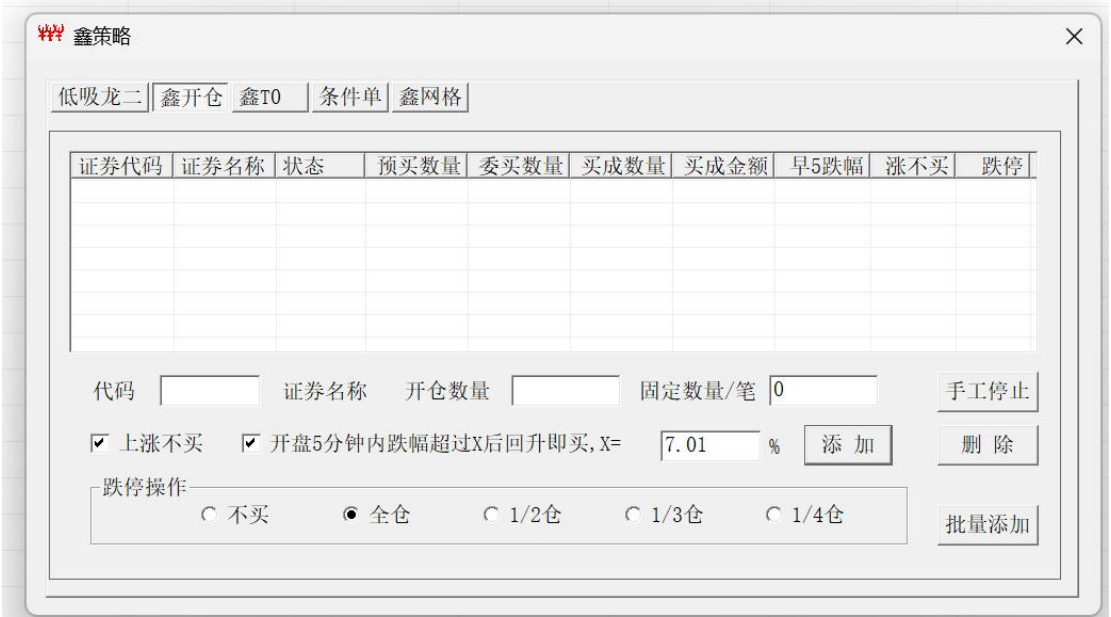 鑫策略
低吸龙二 鑫开仓 鑫T0 条件单 鑫网格
证券代码 证券名称 状态 预买数量 委买数量 买成数量 买成金额 早5跌幅 涨不买 跌停
代码 证券名称 开仓数量 固定数量/笔 0 手工停止
上涨不买 开盘5分钟内跌幅超过X后回升即买,X= 7.01 % 添 加 删 除
跌停操作
不买 全仓 1/2仓 1/3仓 1/4仓 批量添加